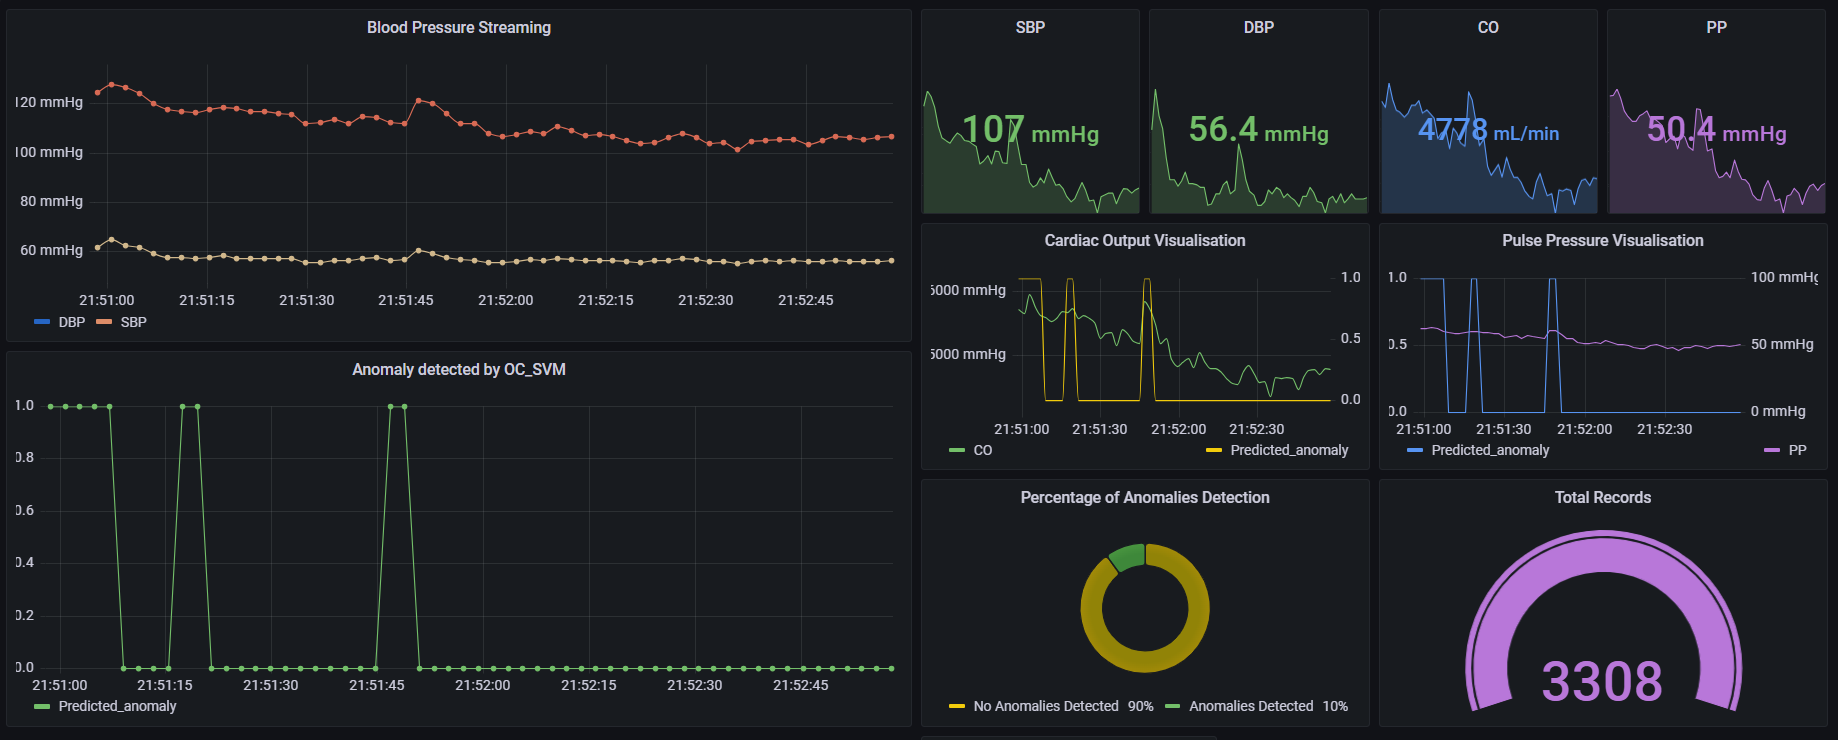 Blood Pressure Streaming
120 mmHg
100 mmHg
80 mmHg
60 mmHg
21:51:00 21:51:15 21:51:30 21:51:45 21:52:00 21:52:15 21:52:30 21:52:45
DBP SBP
SBP
107 mmHg
DBP
56.4 mmHg
CO
4778 mL/min
PP
50.4 mmHg
Anomaly detected by OC_SVM
1.0
0.8
0.6
0.4
0.2
0.0
21:51:00 21:51:15 21:51:30 21:51:45 21:52:00 21:52:15 21:52:30 21:52:45
Predicted_anomaly
Cardiac Output Visualisation
000 mmHg
000 mmHg
1.0
0.5
0.0
21:51:00 21:51:30 21:52:00 21:52:30
CO Predicted_anomaly
Pulse Pressure Visualisation
1.0
0.5
0.0
100 mmHg
50 mmHg
0 mmHg
21:51:00 21:51:30 21:52:00 21:52:30
Predicted_anomaly PP
Percentage of Anomalies Detection
No Anomalies Detected 90% Anomalies Detected 10%
Total Records
3308